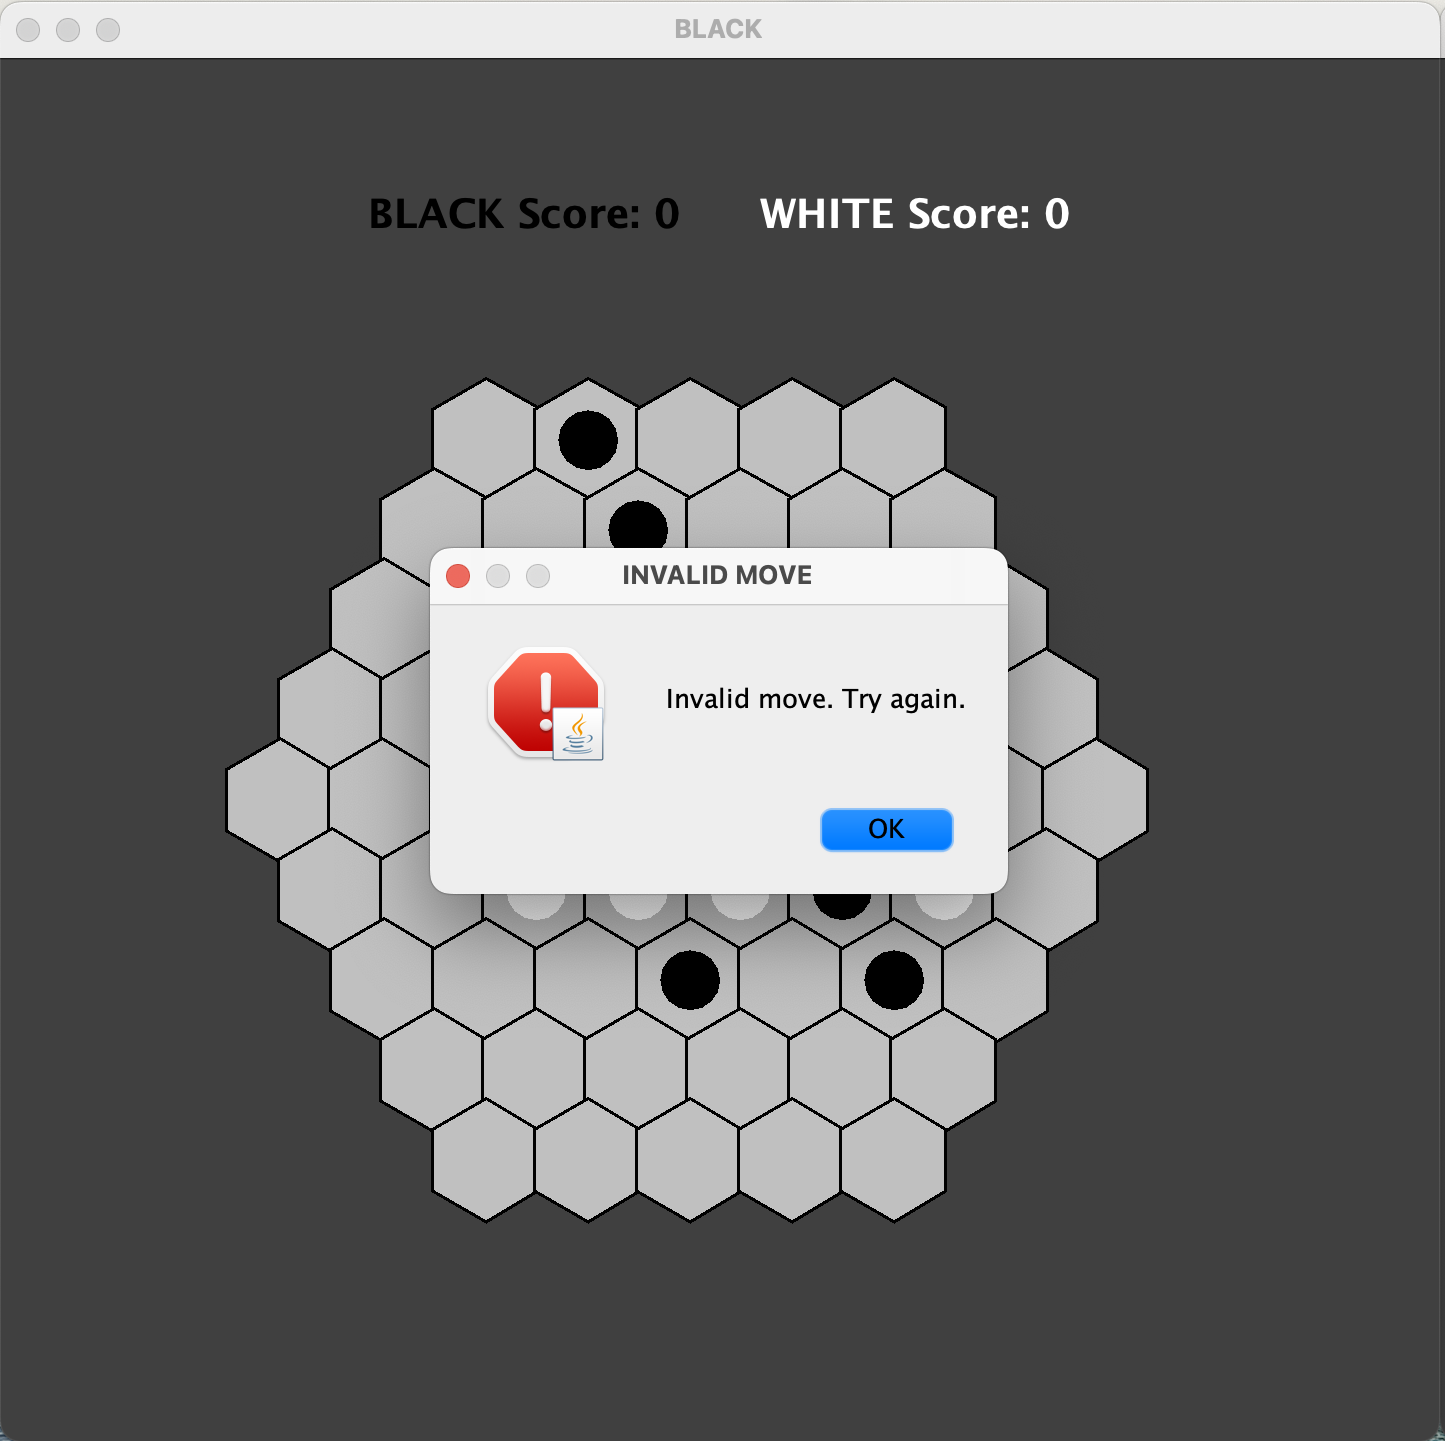 BLACK
BLACK Score: 0 WHITE Score: 0
INVALID MOVE
Invalid move. Try again.
OK